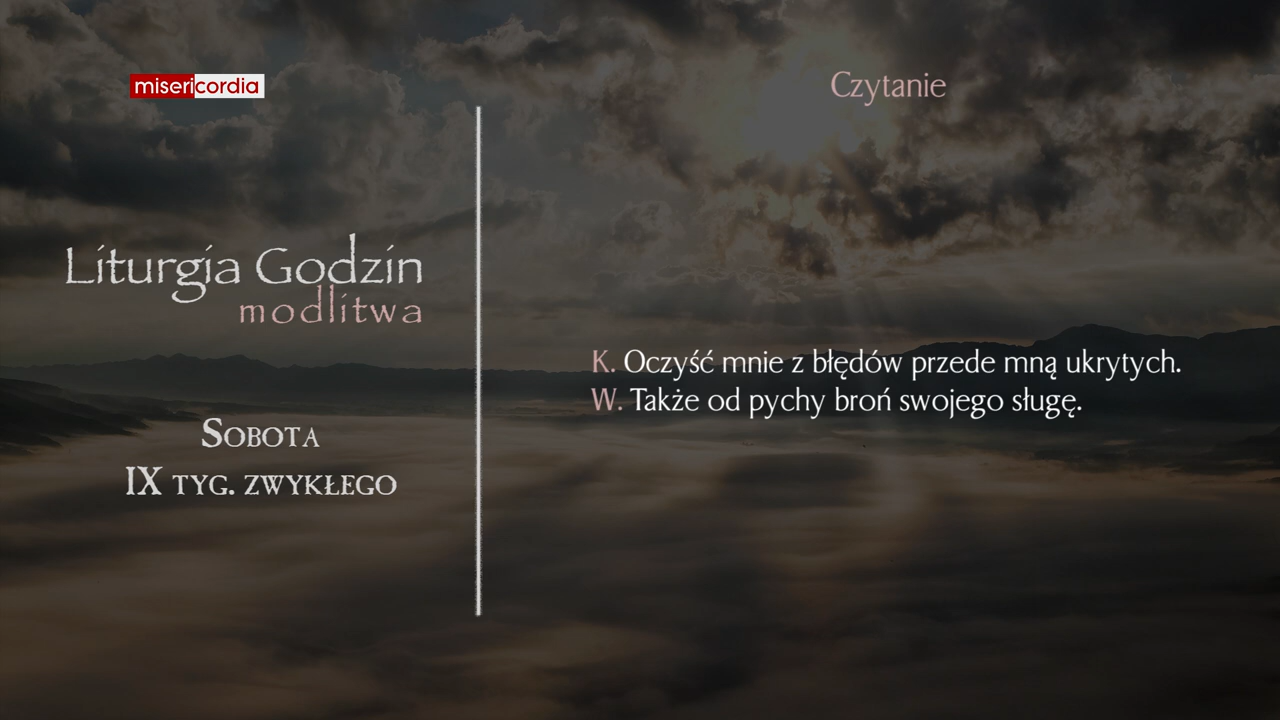 misericordia
Liturgia Godzin
modlitwa
Sobota
IX tyg. zwykłego
Czytanie
K. Oczyść mnie z błędów przede mną ukrytych.
W. Także od pychy broń swojego sługę.